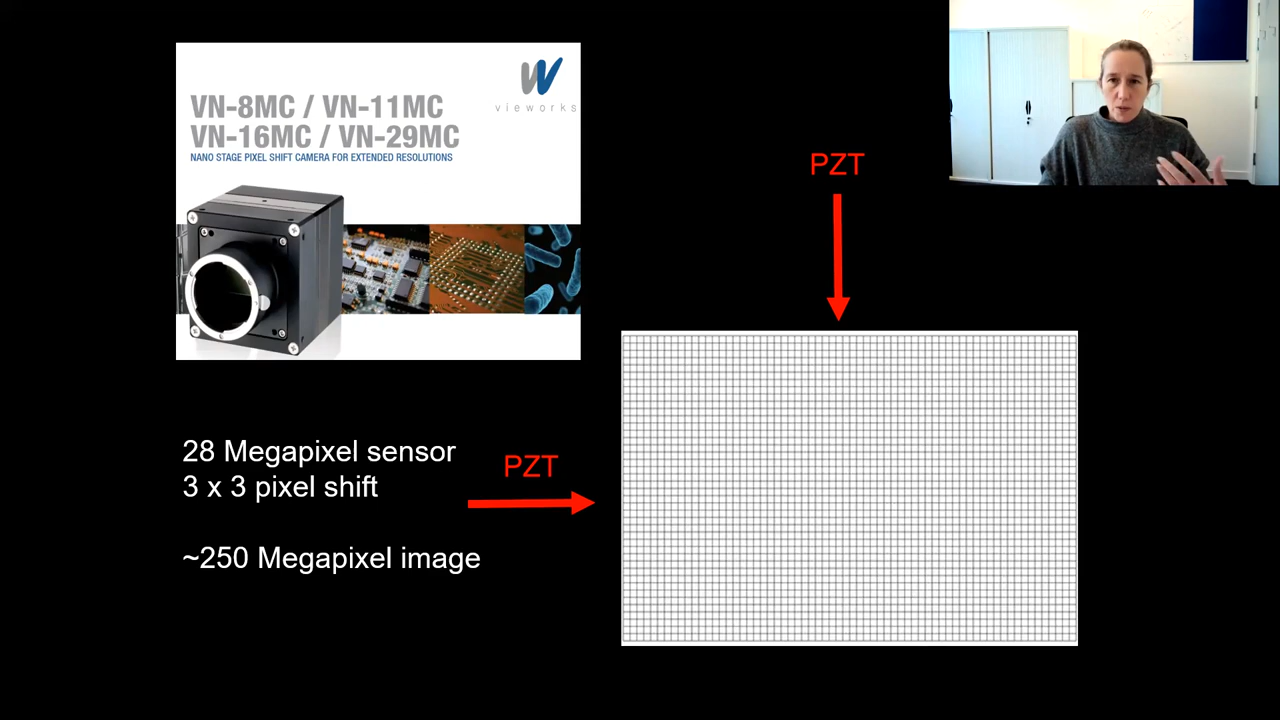 vieworks
VN-8MC / VN-11MC
VN-16MC / VN-29MC
NANO STAGE PIXEL SHIFT CAMERA FOR EXTENDED RESOLUTIONS
PZT
28 Megapixel sensor
3 x 3 pixel shift
PZT
~250 Megapixel image